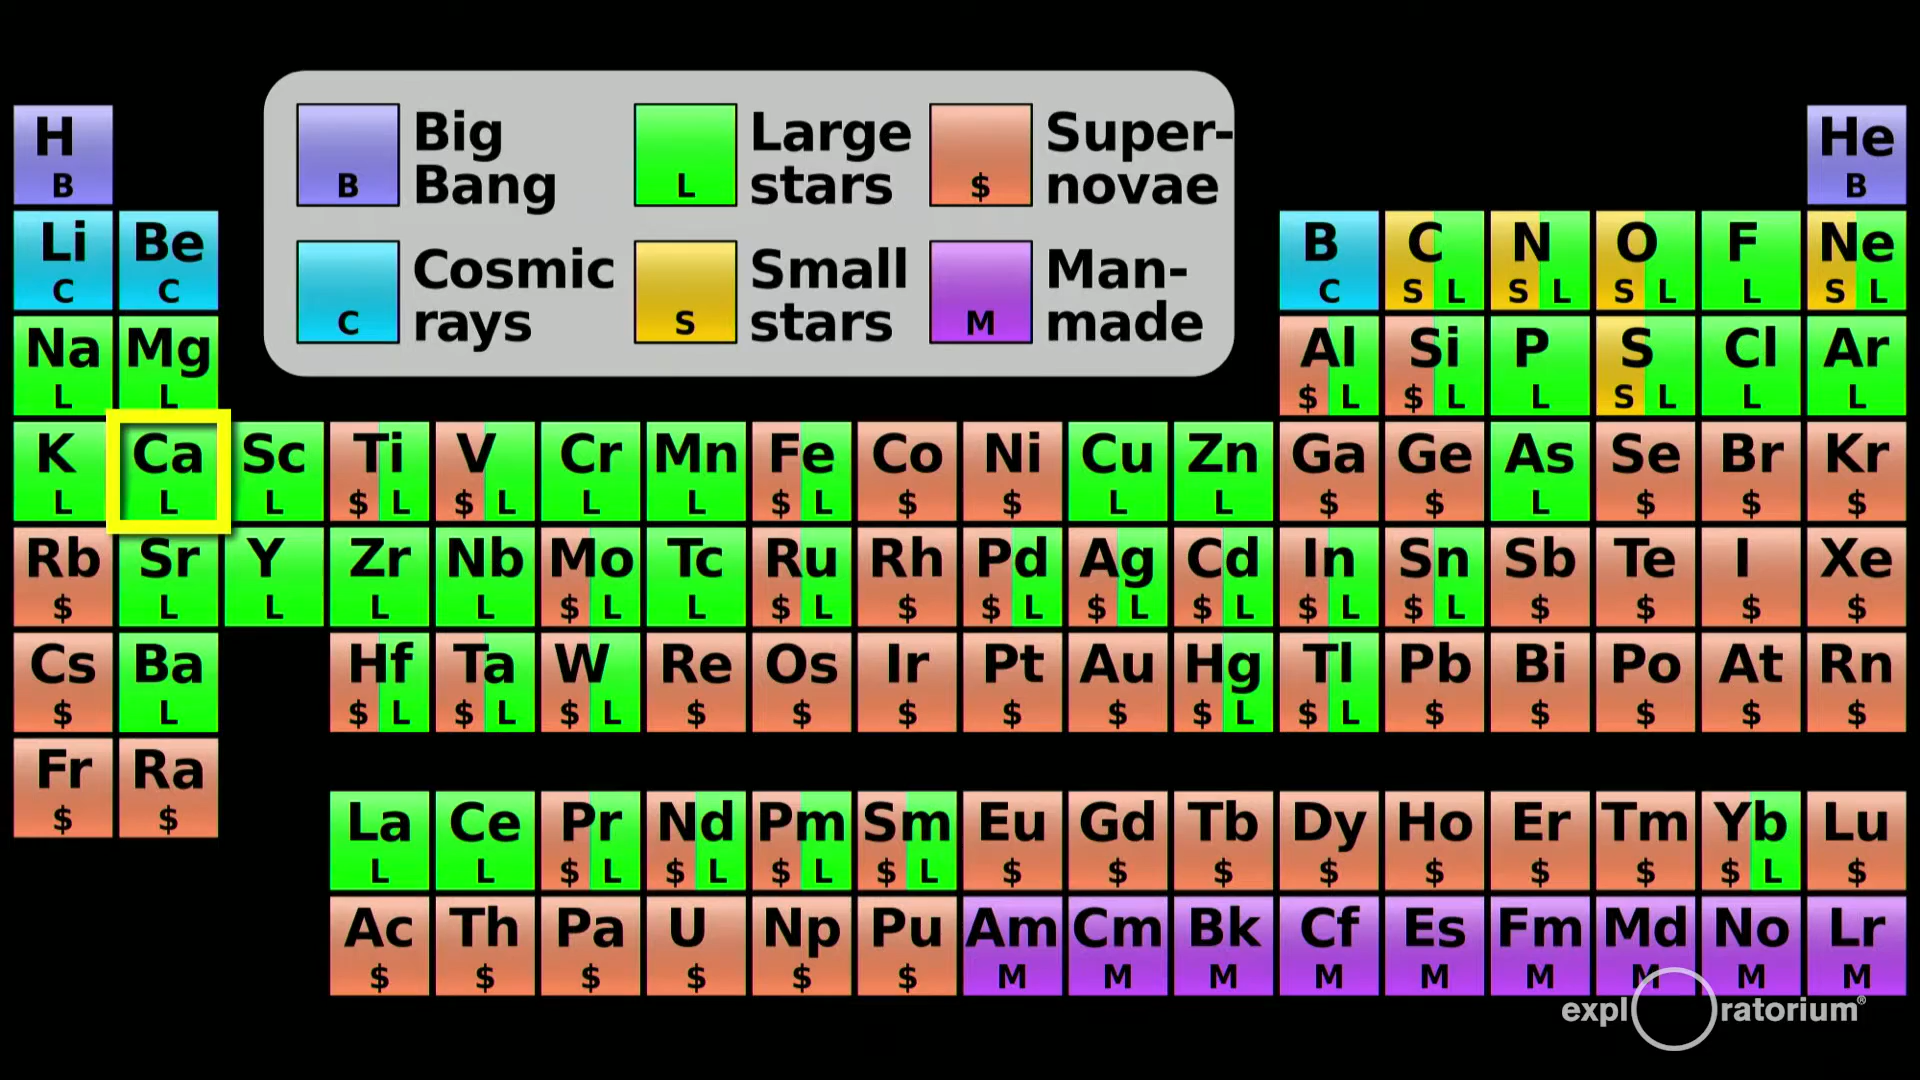 Big Bang
B
Large stars
L
Super-novae
$
Cosmic rays
C
Small stars
S
Man-made
M
H B
He B
Li C
Be C
B C
C S L
N S L
O S L
F L
Ne S L
Na L
Mg L
Al $ L
Si $ L
P L
S S L
Cl L
Ar L
K L
Ca L
Sc L
Ti $ L
V $ L
Cr L
Mn L
Fe $ L
Co $
Ni $
Cu L
Zn L
Ga $
Ge $
As L
Se $
Br $
Kr $
Rb $
Sr L
Y L
Zr L
Nb L
Mo $ L
Tc L
Ru $ L
Rh $
Pd $ L
Ag $ L
Cd $ L
In $ L
Sn $ L
Sb $
Te $
I $
Xe $
Cs $
Ba L
Hf $ L
Ta $ L
W $ L
Re $
Os $
Ir $
Pt $
Au $
Hg $ L
Tl $ L
Pb $
Bi $
Po $
At $
Rn $
Fr $
Ra $
La L
Ce L
Pr $ L
Nd $ L
Pm $ L
Sm $ L
Eu $
Gd $
Tb $
Dy $
Ho $
Er $
Tm $
Yb $ L
Lu $
Ac $
Th $
Pa $
U $
Np $
Pu $
Am M
Cm M
Bk M
Cf M
Es M
Fm M
Md M
No M
Lr M
explOratorium®